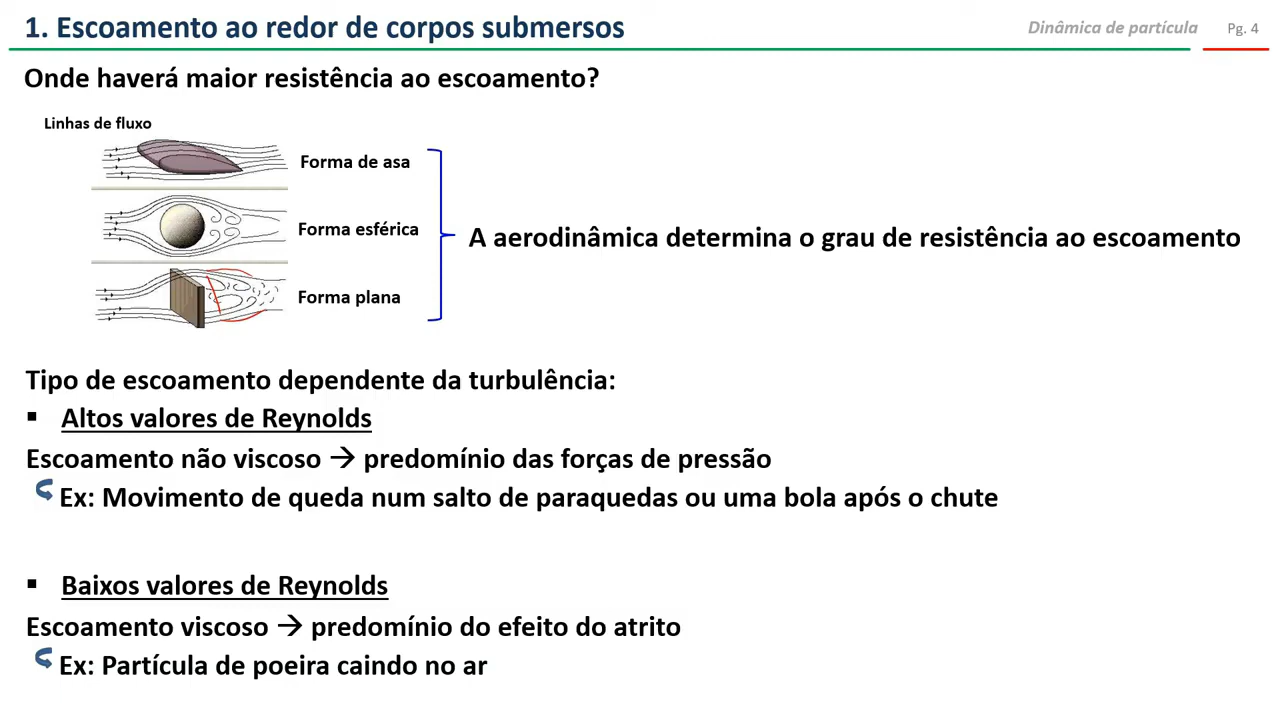 1. Escoamento ao redor de corpos submersos
Dinâmica de partícula
Pg. 4
Onde haverá maior resistência ao escoamento?
Linhas de fluxo
Forma de asa
Forma esférica
Forma plana
A aerodinâmica determina o grau de resistência ao escoamento
Tipo de escoamento dependente da turbulência:
▪ Altos valores de Reynolds
Escoamento não viscoso → predomínio das forças de pressão
Ex: Movimento de queda num salto de paraquedas ou uma bola após o chute
▪ Baixos valores de Reynolds
Escoamento viscoso → predomínio do efeito do atrito
Ex: Partícula de poeira caindo no ar